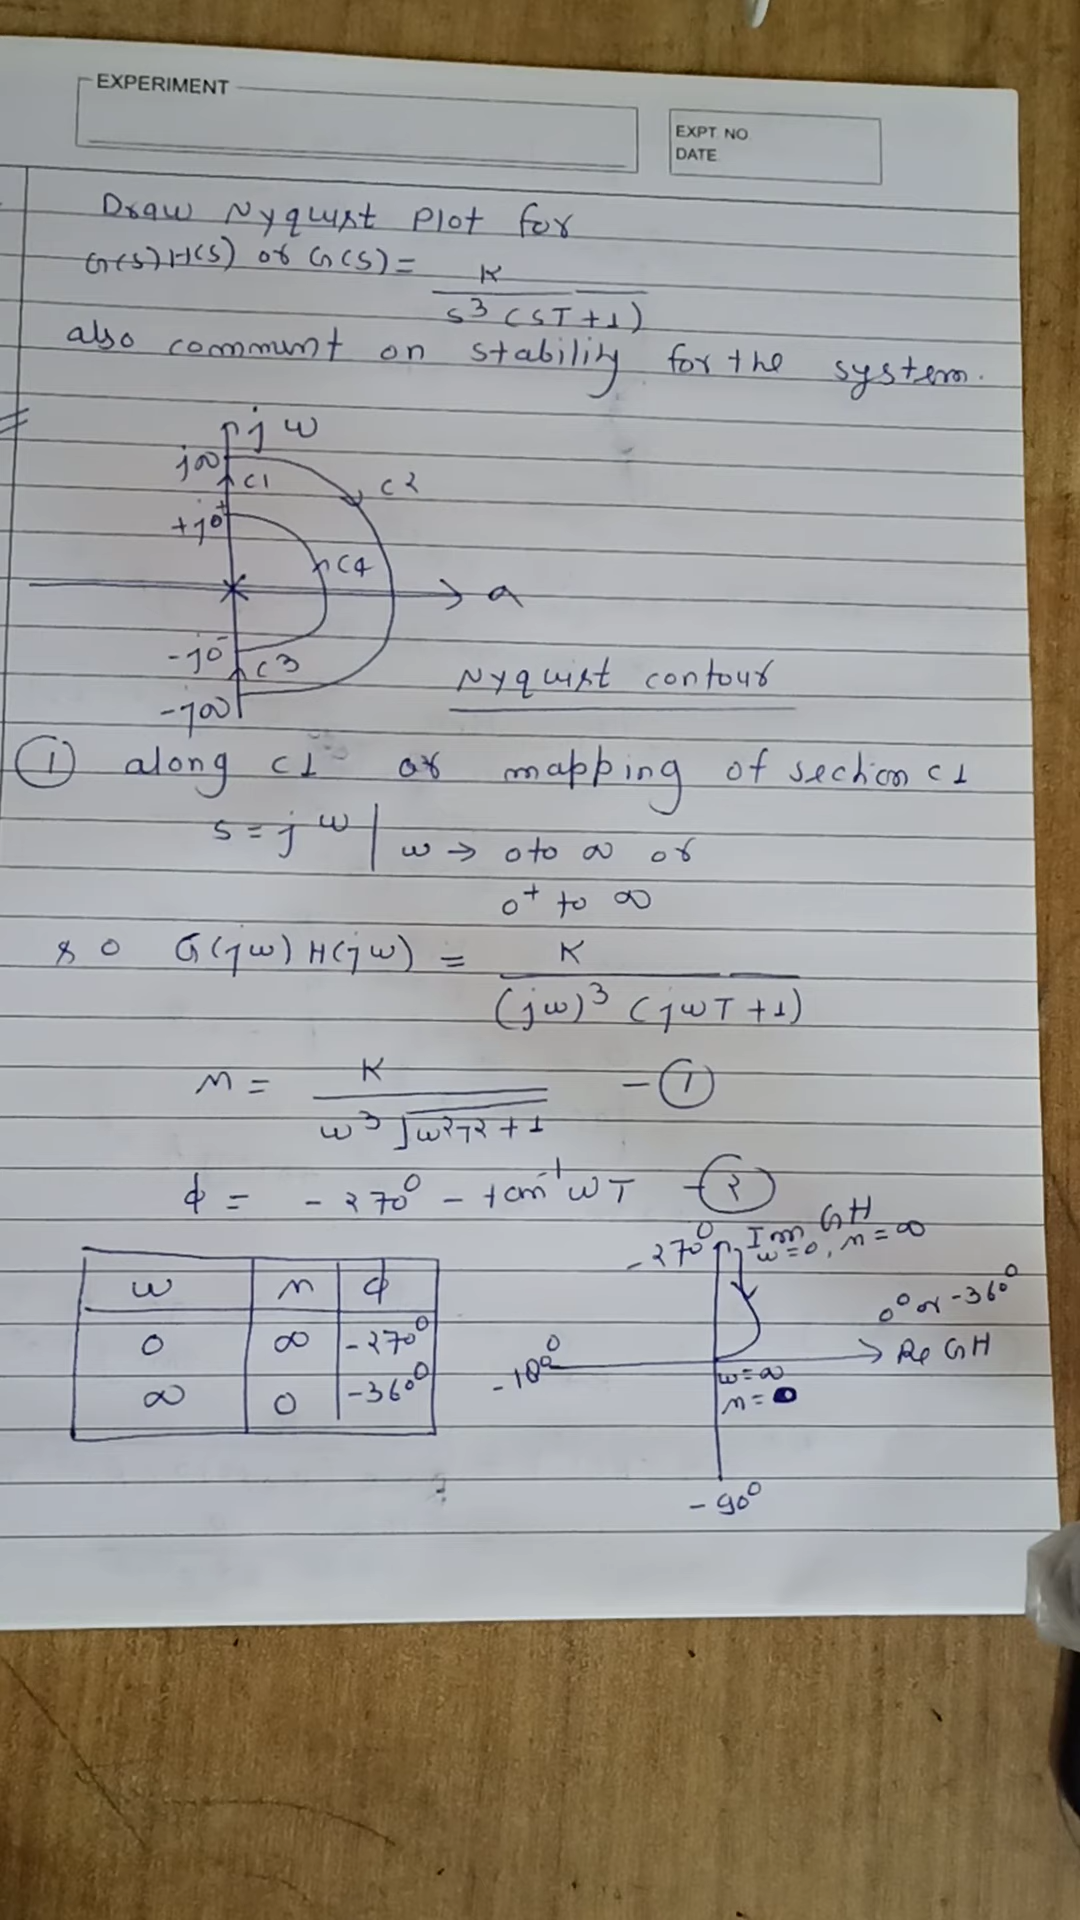 EXPERIMENT
EXPT. NO.
DATE
Draw Nyquist Plot for
G(s)H(s) or G(s) = K / s³(sT+1)
also comment on stability for the system.
jω
j∞
C1
C2
+j0⁺
C4
σ
-j0⁻
C3
-j∞
Nyquist contour
① along C1 or mapping of section C1
s = jω | ω → 0 to ∞ or
0⁺ to ∞
so G(jω) H(jω) = K / (jω)³ (jωT+1)
M = K / ω³ √ω²T²+1 - ①
ϕ = -270° - tan⁻¹ωT - ②
ω M ϕ
0 ∞ -270°
∞ 0 -360°
-270°
Im GH
ω=0, M=∞
0° or -360°
Re GH
-180°
ω=∞
M=0
-90°